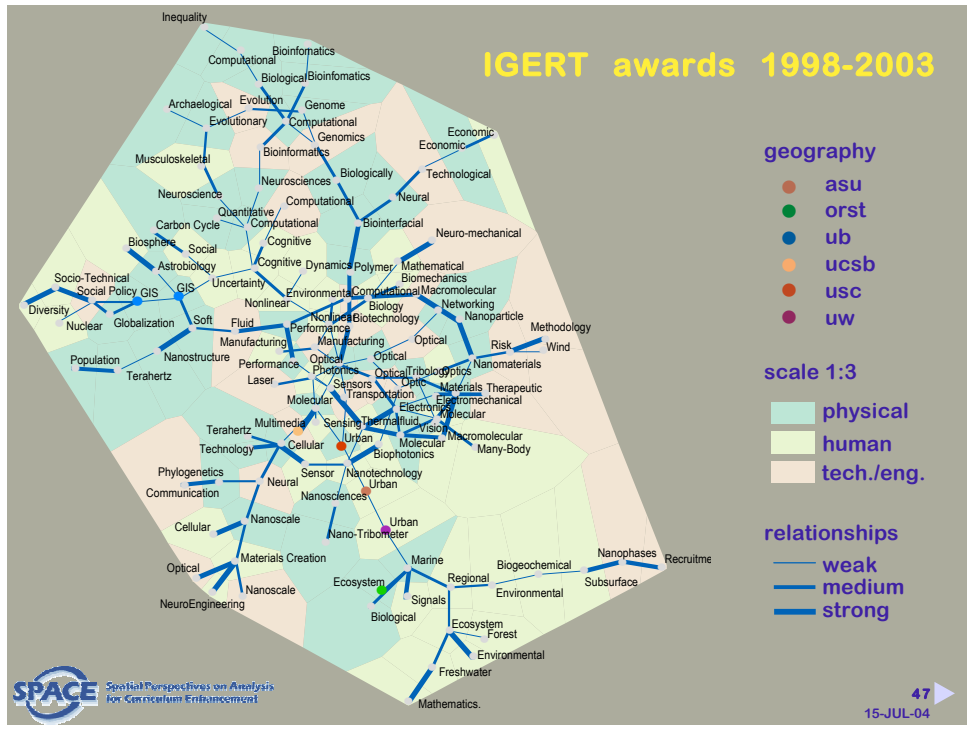 IGERT awards 1998-2003
Inequality
Computational
Bioinfomatics
Biological
Bioinfomatics
Archaelogical
Evolution
Genome
Evolutionary
Computational
Genomics
Economic
Economic
Musculoskeletal
Bioinformatics
Technological
Biologically
Neurosciences
Neuroscience
Neural
Computational
Quantitative
Computational
Biointerfacial
Carbon Cycle
Neuro-mechanical
Biosphere
Social
Cognitive
Astrobiology
Cognitive
Dynamics
Polymer
Mathematical
Socio-Technical
Uncertainty
Biomechanics
Social Policy
GIS
GIS
Environmental
Computational
Macromolecular
Nonlinear
Biology
Networking
Diversity
Nuclear
Globalization
Soft
Fluid
Nonlinear
Biotechnology
Nanoparticle
Performance
Methodology
Manufacturing
Manufacturing
Optical
Risk
Wind
Population
Nanostructure
Performance
Optical
Optical
Nanomaterials
Terahertz
Photonics
Laser
Optical
Tribology
Optics
Sensors
Optic
Materials
Therapeutic
Transportation
Molecular
Electromechanical
Electronics
Molecular
Multimedia
Sensing
Thermalfluid
Vision
Terahertz
Technology
Cellular
Urban
Molecular
Macromolecular
Many-Body
Biophotonics
Phylogenetics
Sensor
Nanotechnology
Communication
Neural
Urban
Nanosciences
Cellular
Nanoscale
Urban
Nano-Tribometer
Materials Creation
Marine
Optical
Ecosystem
Regional
Biogeochemical
Nanophases
Recruitme
NeuroEngineering
Nanoscale
Signals
Environmental
Subsurface
Biological
Ecosystem
Forest
Environmental
Freshwater
Mathematics.
geography
asu
orst
ub
ucsb
usc
uw
scale 1:3
physical
human
tech./eng.
relationships
weak
medium
strong
SPACE
Spatial Perspectives on Analysis
for Curriculum Enhancement
47
15-JUL-04